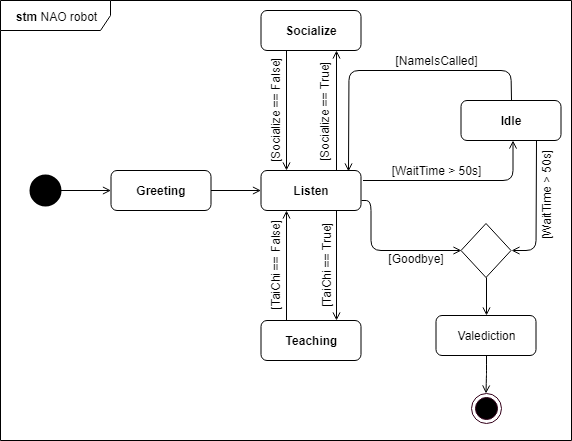 stm NAO robot
Socialize
[Socialize == False]
[Socialize == True]
[NameIsCalled]
Idle
Greeting
Listen
[WaitTime > 50s]
[WaitTime > 50s]
[Goodbye]
[TaiChi == False]
[TaiChi == True]
Teaching
Valediction